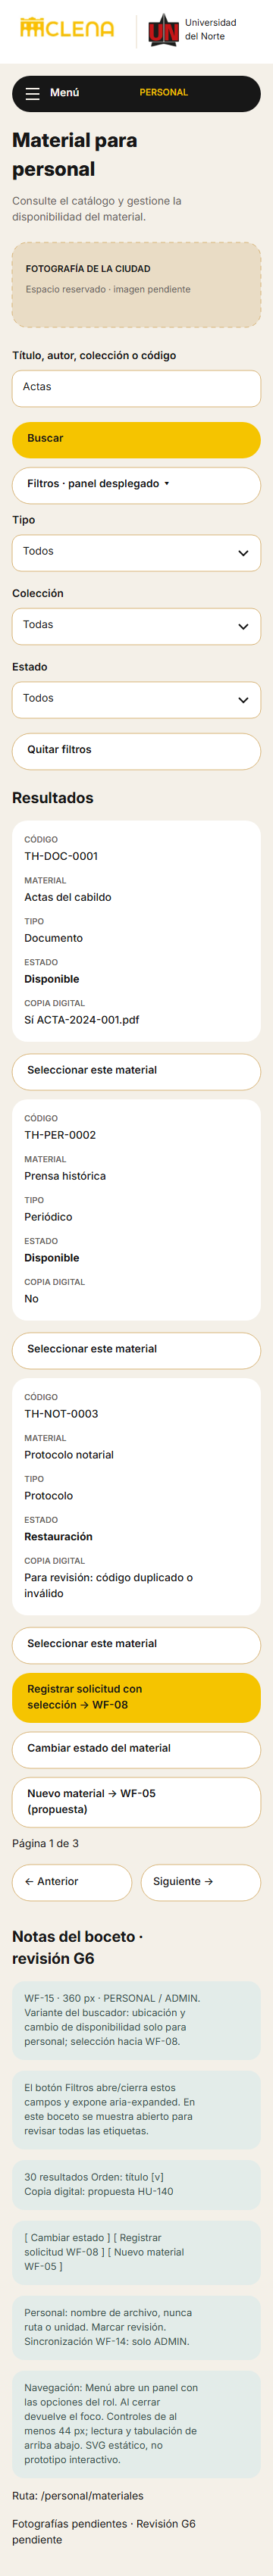 CLENA
UN
Universidad
del Norte
Menú
PERSONAL
Material para
personal
Consulte el catálogo y gestione la
disponibilidad del material.
FOTOGRAFÍA DE LA CIUDAD
Espacio reservado · imagen pendiente
Título, autor, colección o código
Actas
Buscar
Filtros · panel desplegado ▾
Tipo
Todos
Colección
Todas
Estado
Todos
Quitar filtros
Resultados
CÓDIGO
TH-DOC-0001
MATERIAL
Actas del cabildo
TIPO
Documento
ESTADO
Disponible
COPIA DIGITAL
Sí ACTA-2024-001.pdf
Seleccionar este material
CÓDIGO
TH-PER-0002
MATERIAL
Prensa histórica
TIPO
Periódico
ESTADO
Disponible
COPIA DIGITAL
No
Seleccionar este material
CÓDIGO
TH-NOT-0003
MATERIAL
Protocolo notarial
TIPO
Protocolo
ESTADO
Restauración
COPIA DIGITAL
Para revisión: código duplicado o
inválido
Seleccionar este material
Registrar solicitud con
selección → WF-08
Cambiar estado del material
Nuevo material → WF-05
(propuesta)
Página 1 de 3
← Anterior
Siguiente →
Notas del boceto ·
revisión G6
WF-15 · 360 px · PERSONAL / ADMIN.
Variante del buscador: ubicación y
cambio de disponibilidad solo para
personal; selección hacia WF-08.
El botón Filtros abre/cierra estos
campos y expone aria-expanded. En
este boceto se muestra abierto para
revisar todas las etiquetas.
30 resultados Orden: título [v]
Copia digital: propuesta HU-140
[ Cambiar estado ] [ Registrar
solicitud WF-08 ] [ Nuevo material
WF-05 ]
Personal: nombre de archivo, nunca
ruta o unidad. Marcar revisión.
Sincronización WF-14: solo ADMIN.
Navegación: Menú abre un panel con
las opciones del rol. Al cerrar
devuelve el foco. Controles de al
menos 44 px; lectura y tabulación de
arriba abajo. SVG estático, no
prototipo interactivo.
Ruta: /personal/materiales
Fotografías pendientes · Revisión G6
pendiente